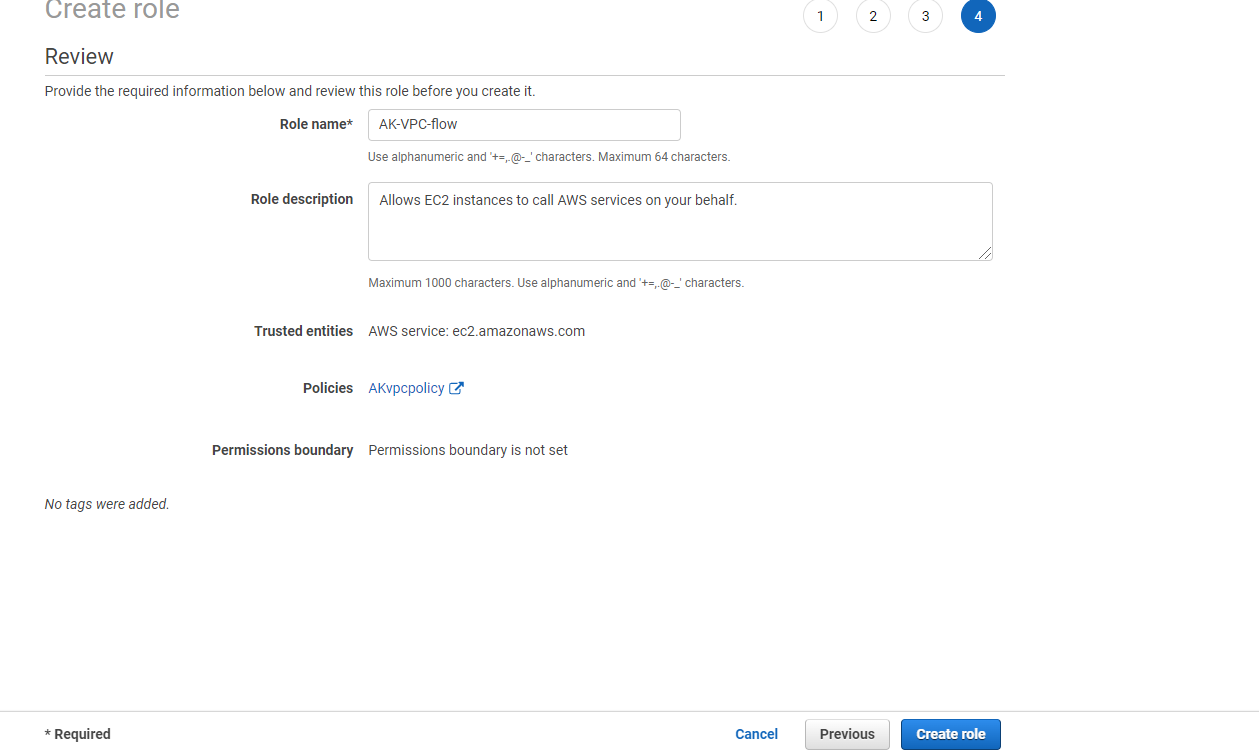 Create role
1 2 3 4
Review
Provide the required information below and review this role before you create it.
Role name* AK-VPC-flow
Use alphanumeric and '+=,.@-_' characters. Maximum 64 characters.
Role description Allows EC2 instances to call AWS services on your behalf.
Maximum 1000 characters. Use alphanumeric and '+=,.@-_' characters.
Trusted entities AWS service: ec2.amazonaws.com
Policies AKvpcpolicy
Permissions boundary Permissions boundary is not set
No tags were added.
* Required Cancel Previous Create role